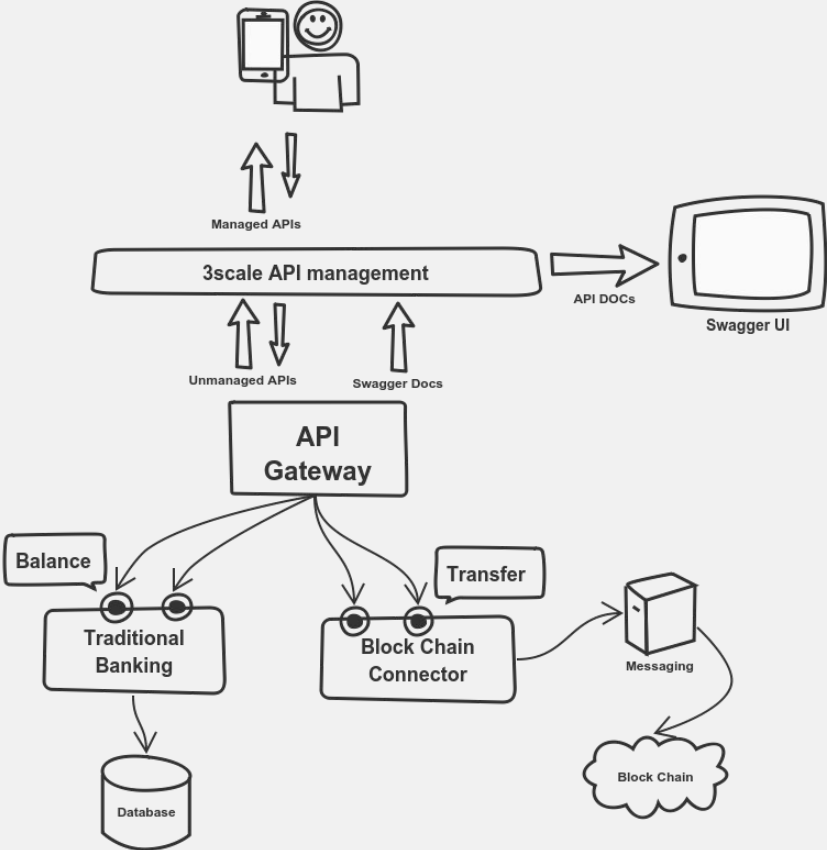 Managed APIs
3scale API management
API DOCs
Swagger UI
Unmanaged APIs
Swagger Docs
API
Gateway
Balance
Transfer
Traditional
Banking
Block Chain
Connector
Messaging
Database
Block Chain